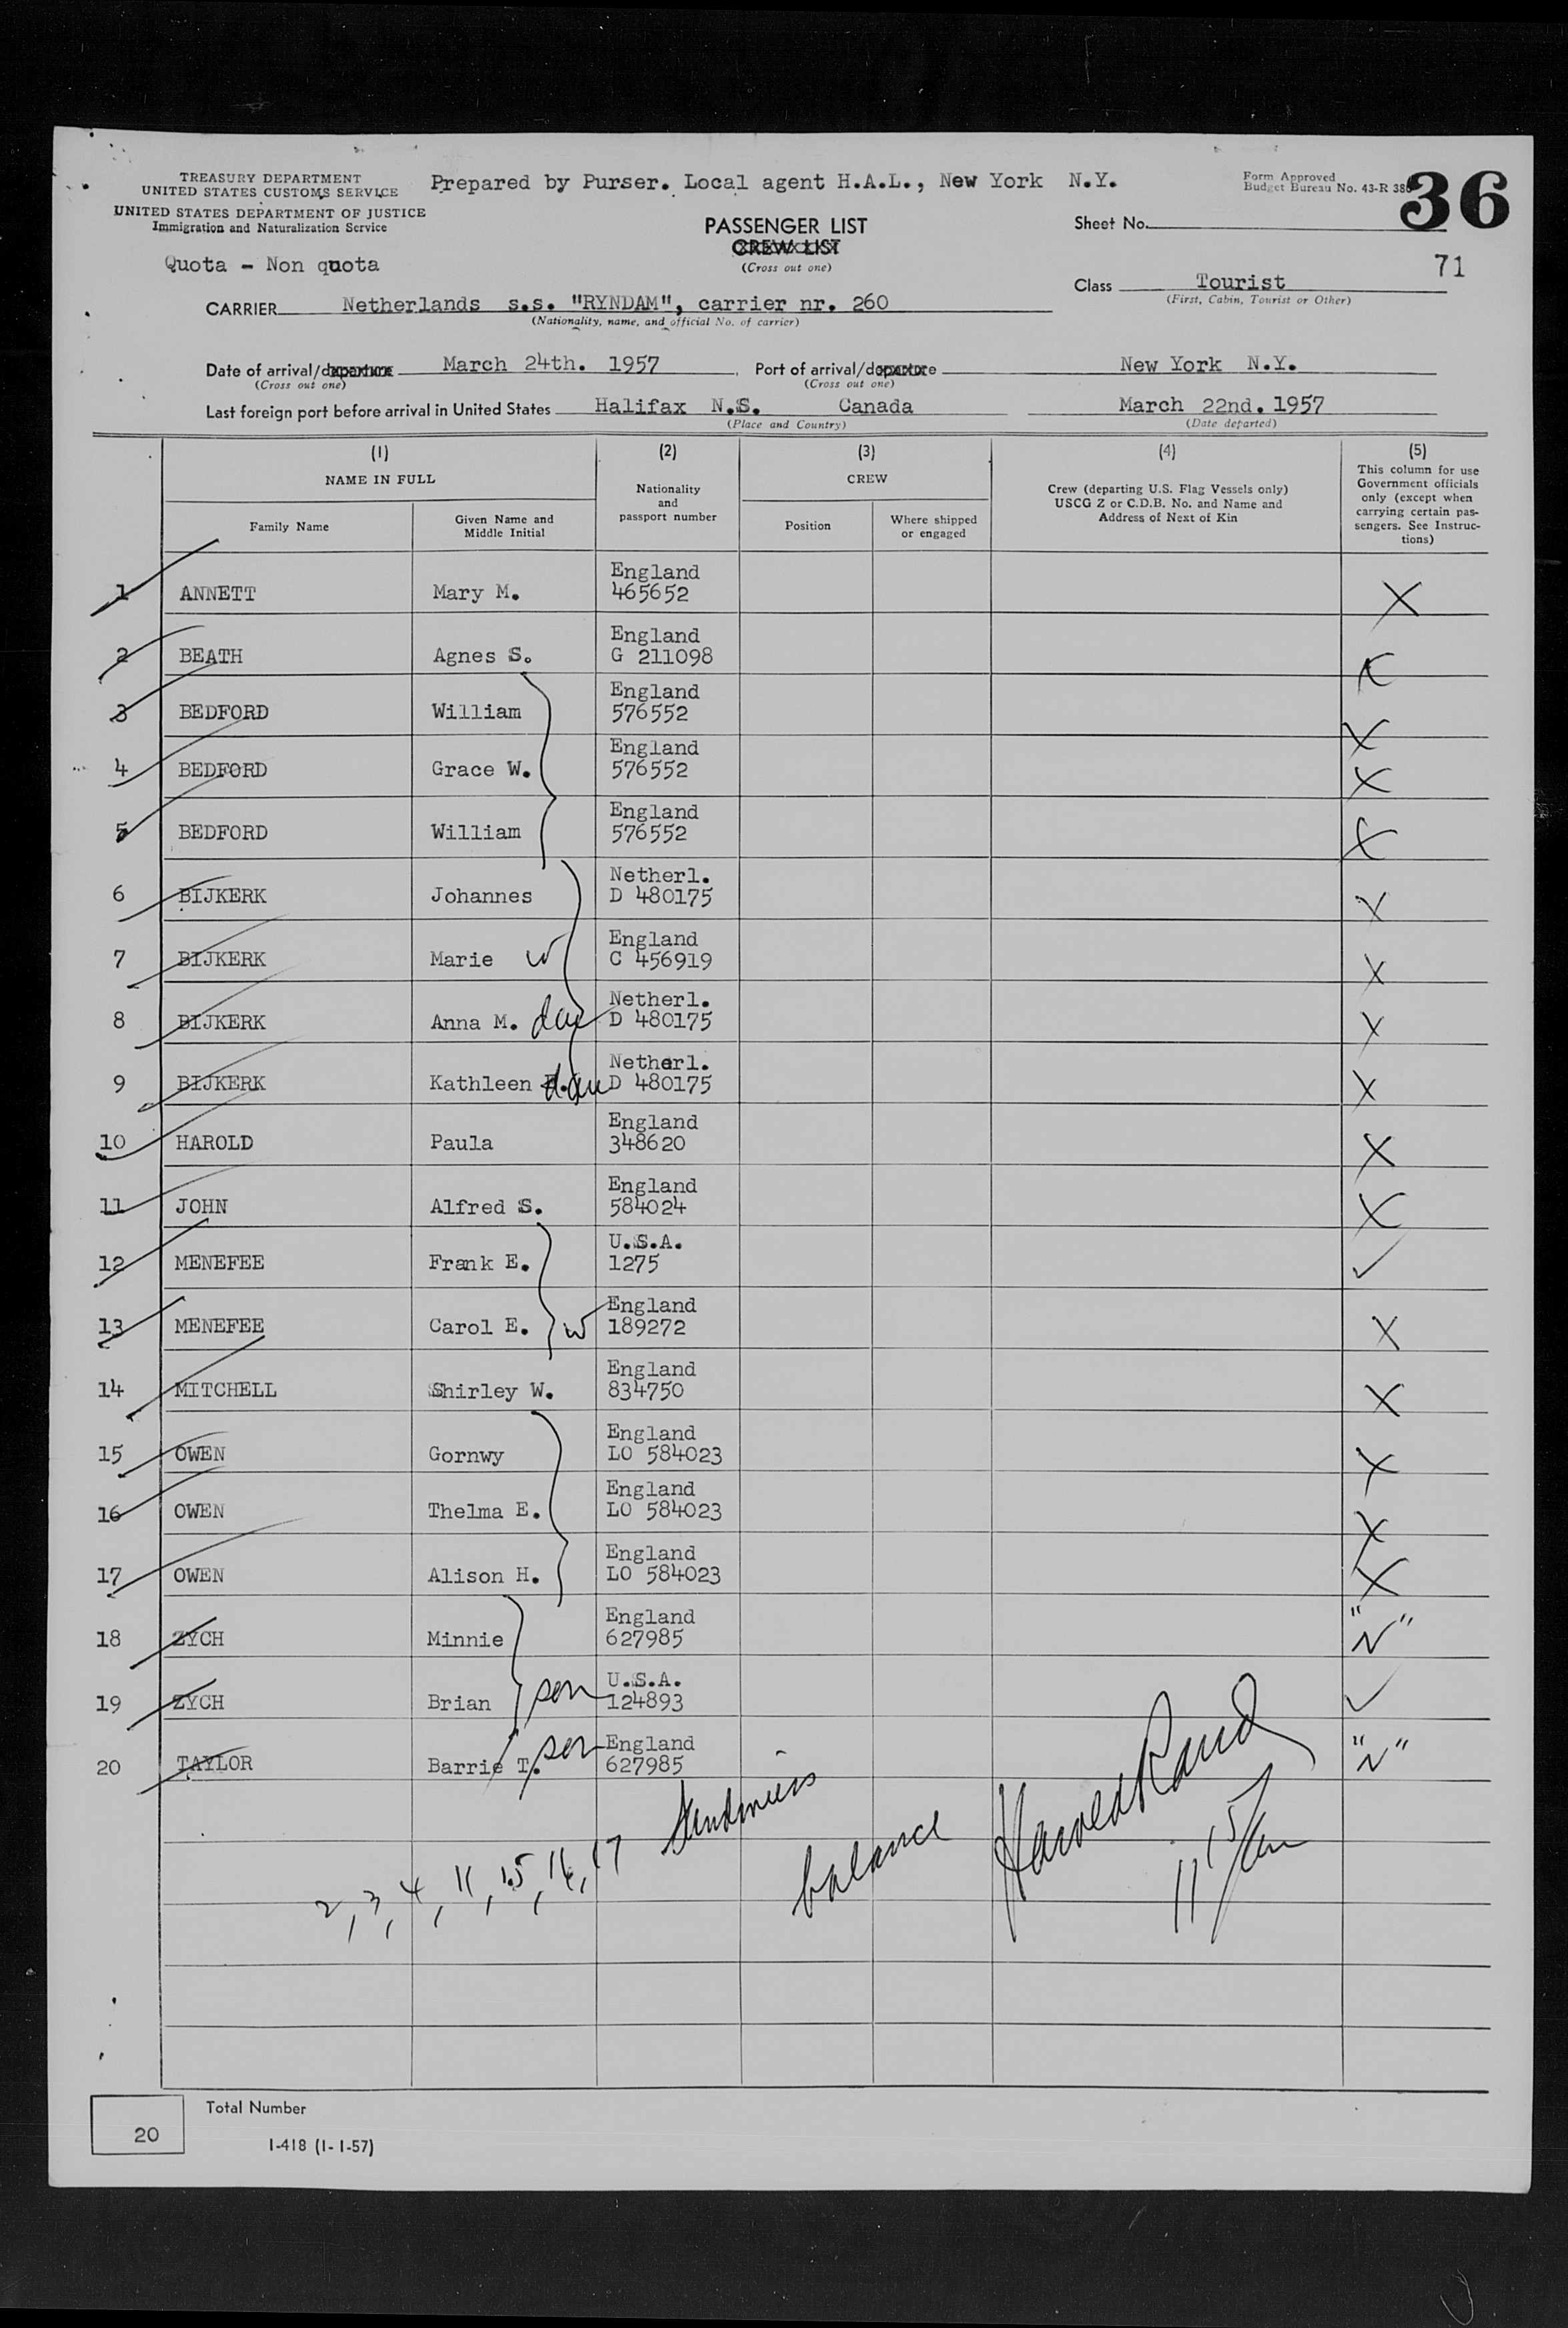 TREASURY DEPARTMENT
UNITED STATES CUSTOMS SERVICE
UNITED STATES DEPARTMENT OF JUSTICE
Immigration and Naturalization Service
Prepared by Purser. Local agent H.A.L., New York N.Y.
Form Approved
Budget Bureau No. 43-R 38
36
PASSENGER LIST
CREW LIST
(Cross out one)
Sheet No.
71
Quota - Non quota
Class Tourist
(First, Cabin, Tourist or Other)
CARRIER Netherlands s.s. "RYNDAM", carrier nr. 260
(Nationality, name, and official No. of carrier)
Date of arrival/departure March 24th. 1957 Port of arrival/departure New York N.Y.
(Cross out one) (Cross out one)
Last foreign port before arrival in United States Halifax N.S. Canada March 22nd. 1957
(Place and Country) (Date departed)
(1) (2) (3) (4) (5)
NAME IN FULL
Family Name
Given Name and
Middle Initial
Nationality
and
passport number
CREW
Position
Where shipped
or engaged
Crew (departing U.S. Flag Vessels only)
USCG Z or C.D.B. No. and Name and
Address of Next of Kin
This column for use
Government officials
only (except when
carrying certain pas-
sengers. See Instruc-
tions)
England
1 ANNETT Mary M. 465652 X
England
2 BEATH Agnes S. G 211098 X
England
3 BEDFORD William 576552 X
England
4 BEDFORD Grace W. 576552 X
England
5 BEDFORD William 576552 X
Netherl.
6 BIJKERK Johannes D 480175 X
England
7 BIJKERK Marie W C 456919 X
Netherl.
8 BIJKERK Anna M. dau D 480175 X
Netherl.
9 BIJKERK Kathleen dau D 480175 X
England
10 HAROLD Paula 348620 X
England
11 JOHN Alfred S. 584024 X
U.S.A.
12 MENEFEE Frank E. 1275 ✓
England
13 MENEFEE Carol E. W 189272 X
England
14 MITCHELL Shirley W. 834750 X
England
15 OWEN Gornwy LO 584023 X
England
16 OWEN Thelma E. LO 584023 X
England
17 OWEN Alison H. LO 584023 X
England
18 ZYCH Minnie 627985 "N"
U.S.A.
19 ZYCH Brian son 124893 ✓
England
20 TAYLOR Barrie T. son 627985 "N"
2, 3, 4, 11, 15, 16, 17
balance Harold Rand
11 15/am
Total Number
20
I-418 (1-1-57)